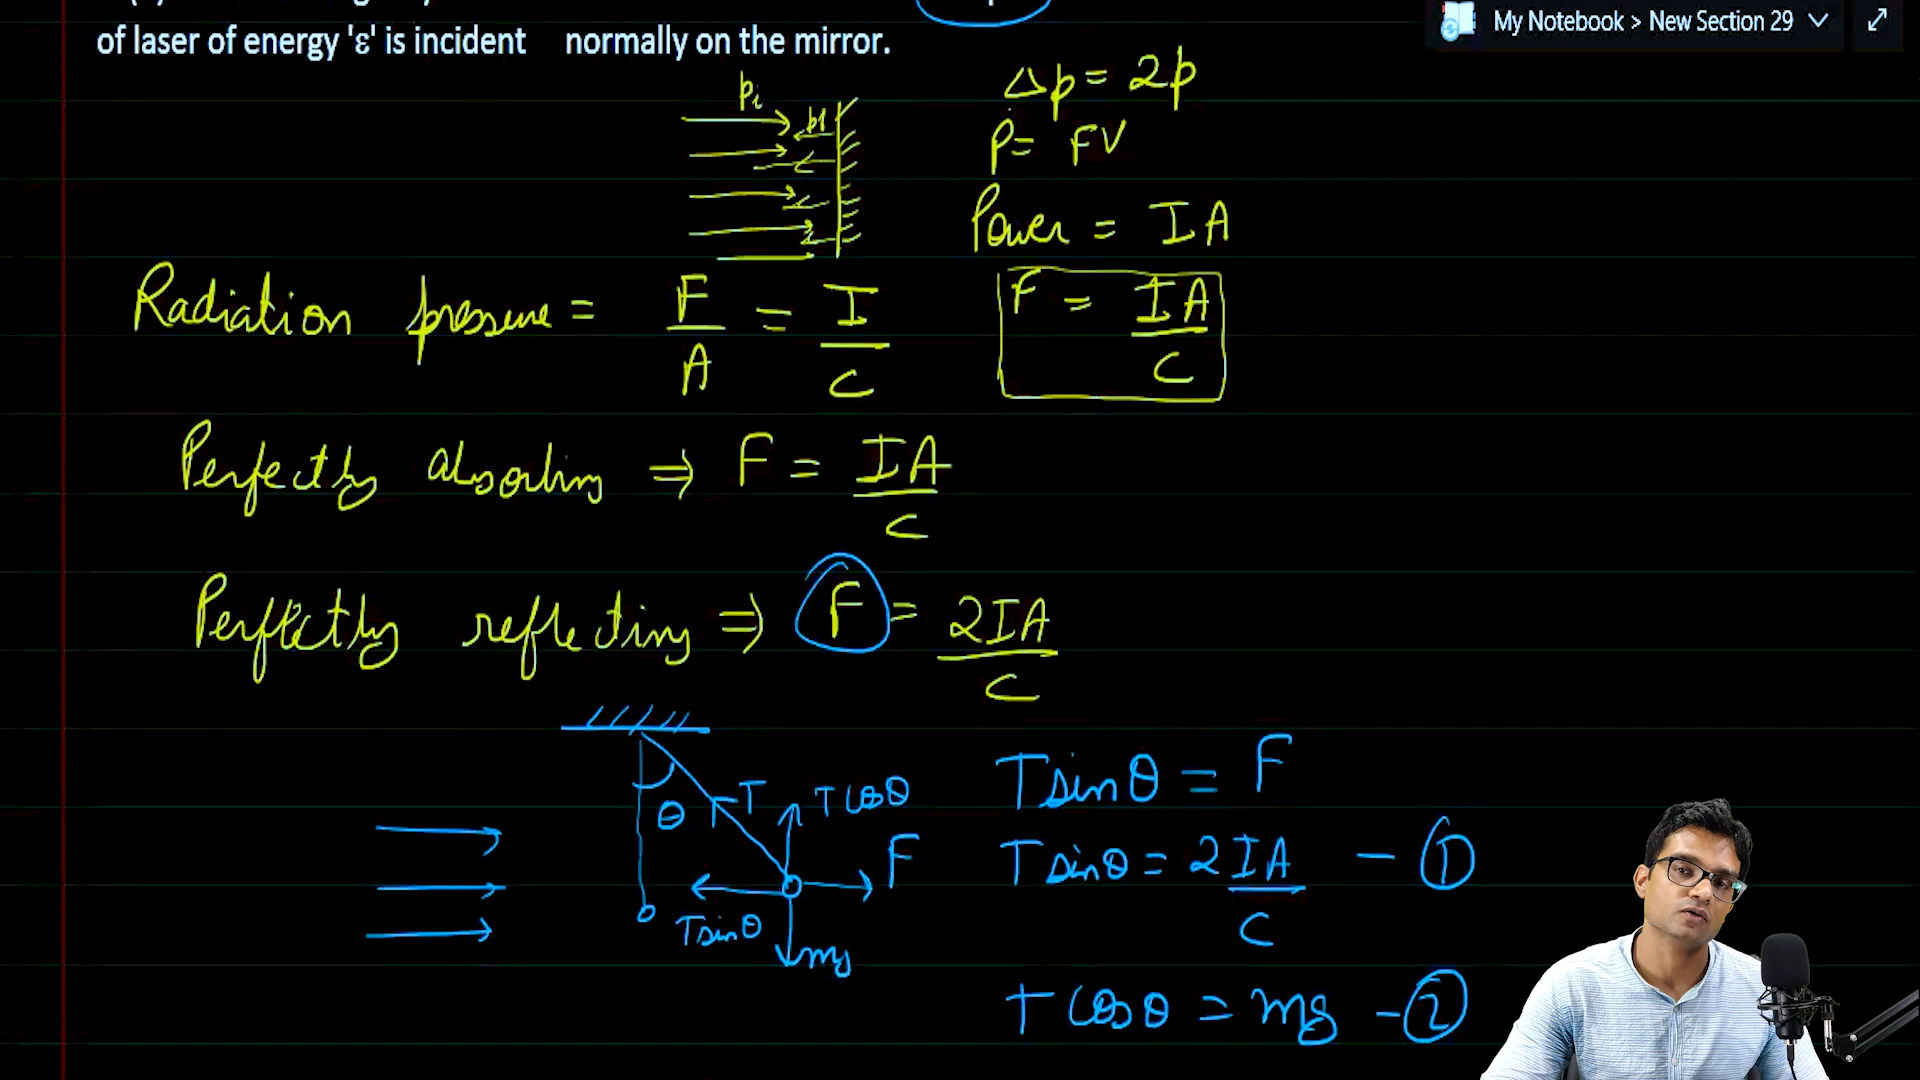 of laser of energy 'ε' is incident normally on the mirror.
My Notebook > New Section 29
pi
Δp = 2p
P = FV
Power = IA
Radiation pressure = F/A = I/C
F = IA/C
Perfectly absorbing ⇒ F = IA/C
Perfectly reflecting ⇒ F = 2IA/C
θ T T cosθ F
T sinθ mg
T sinθ = F
T sinθ = 2IA/C - ①
T cosθ = mg - ②